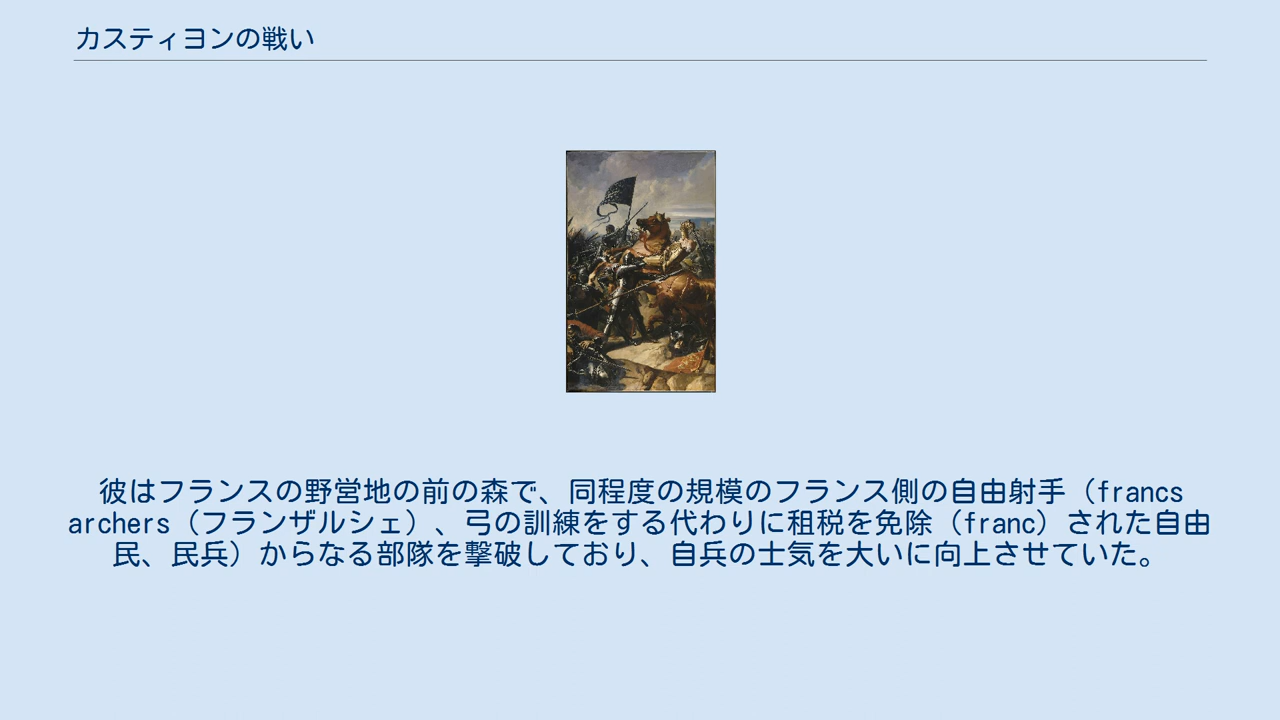 カスティヨンの戦い
彼はフランスの野営地の前の森で、同程度の規模のフランス側の自由射手（francs
archers（フランザルシェ）、弓の訓練をする代わりに租税を免除（franc）された自由
民、民兵）からなる部隊を撃破しており、自兵の士気を大いに向上させていた。